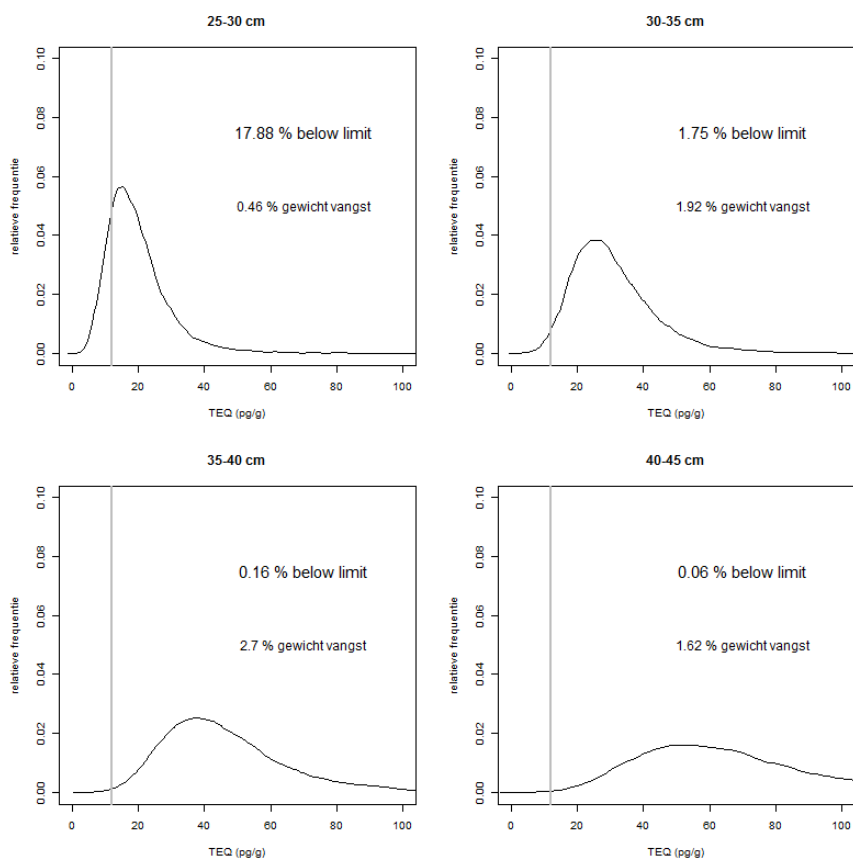 25-30 cm
relatieve frequentie
0.10
0.08
0.06
0.04
0.02
0.00
17.88 % below limit
0.46 % gewicht vangst
0 20 40 60 80 100
TEQ (pg/g)
30-35 cm
relatieve frequentie
0.10
0.08
0.06
0.04
0.02
0.00
1.75 % below limit
1.92 % gewicht vangst
0 20 40 60 80 100
TEQ (pg/g)
35-40 cm
relatieve frequentie
0.10
0.08
0.06
0.04
0.02
0.00
0.16 % below limit
2.7 % gewicht vangst
0 20 40 60 80 100
TEQ (pg/g)
40-45 cm
relatieve frequentie
0.10
0.08
0.06
0.04
0.02
0.00
0.06 % below limit
1.62 % gewicht vangst
0 20 40 60 80 100
TEQ (pg/g)